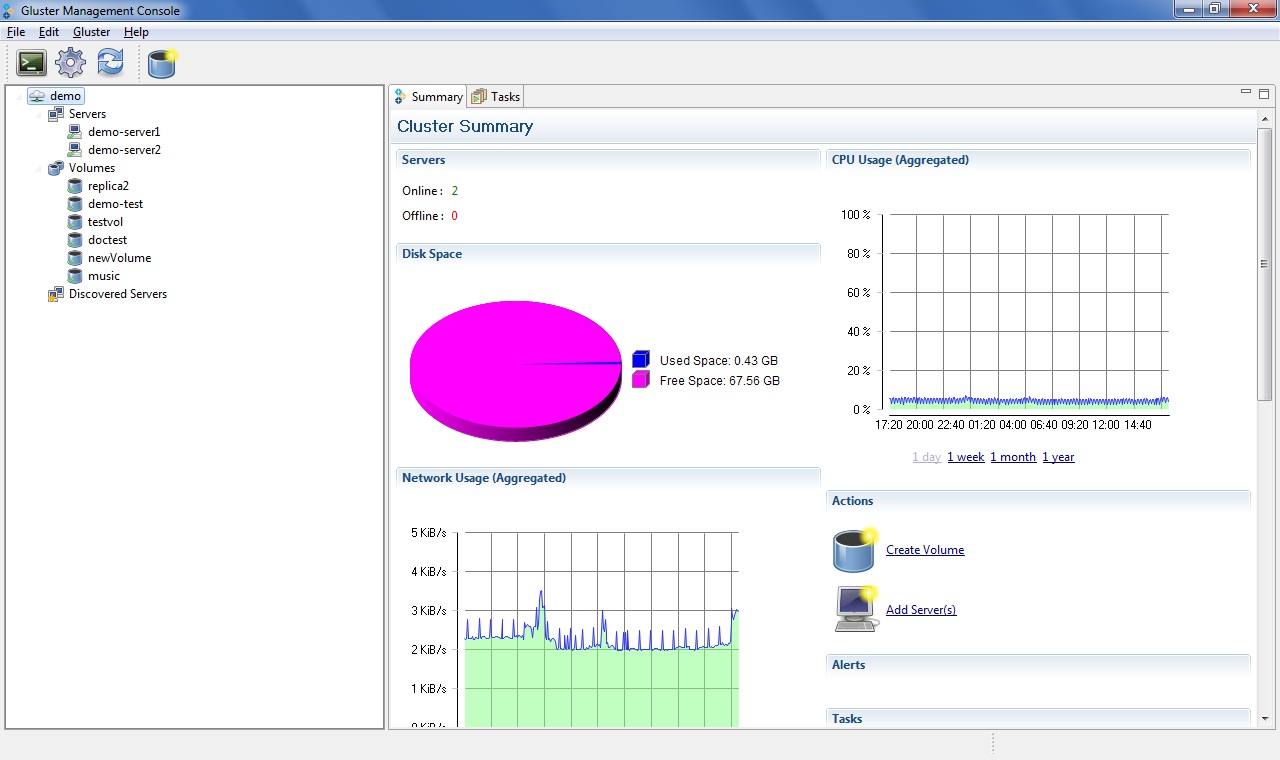 Gluster Management Console
File Edit Gluster Help
demo
Servers
demo-server1
demo-server2
Volumes
replica2
demo-test
testvol
doctest
newVolume
music
Discovered Servers
Summary Tasks
Cluster Summary
Servers
Online : 2
Offline : 0
Disk Space
Used Space: 0.43 GB
Free Space: 67.56 GB
Network Usage (Aggregated)
5 KiB/s
4 KiB/s
3 KiB/s
2 KiB/s
1 KiB/s
0 KiB/s
CPU Usage (Aggregated)
100 %
80 %
60 %
40 %
20 %
0 %
17:20 20:00 22:40 01:20 04:00 06:40 09:20 12:00 14:40
1 day 1 week 1 month 1 year
Actions
Create Volume
Add Server(s)
Alerts
Tasks